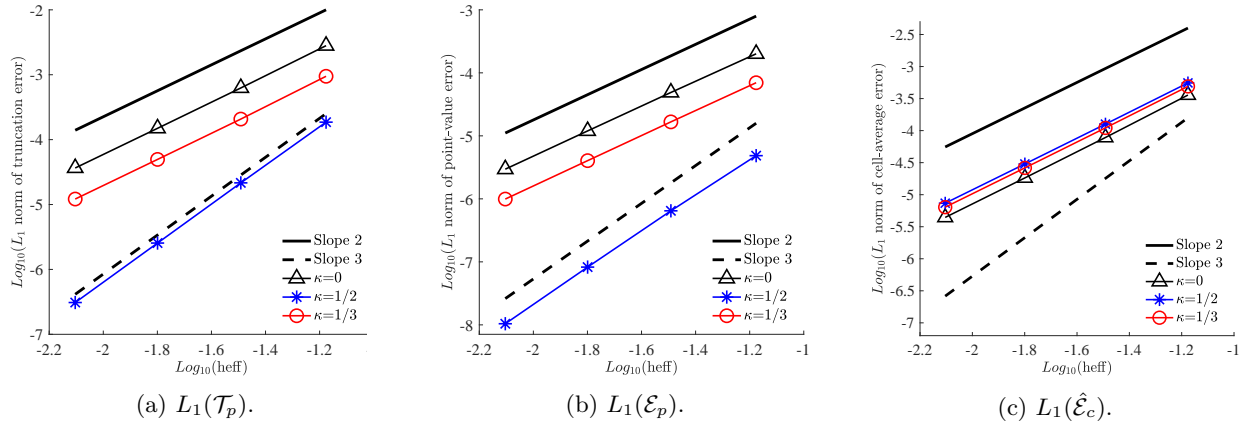 -2
-3
-4
-5
-6
-7
Log10(L1 norm of truncation error)
Slope 2
Slope 3
κ=0
κ=1/2
κ=1/3
-2.2 -2 -1.8 -1.6 -1.4 -1.2
Log10(heff)
(a) L1(𝒯p).
-3
-4
-5
-6
-7
-8
Log10(L1 norm of point-value error)
Slope 2
Slope 3
κ=0
κ=1/2
κ=1/3
-2.2 -2 -1.8 -1.6 -1.4 -1.2 -1
Log10(heff)
(b) L1(ℰp).
-2.5
-3
-3.5
-4
-4.5
-5
-5.5
-6
-6.5
-7
Log10(L1 norm of cell-average error)
Slope 2
Slope 3
κ=0
κ=1/2
κ=1/3
-2.2 -2 -1.8 -1.6 -1.4 -1.2 -1
Log10(heff)
(c) L1(ℰ̂c).